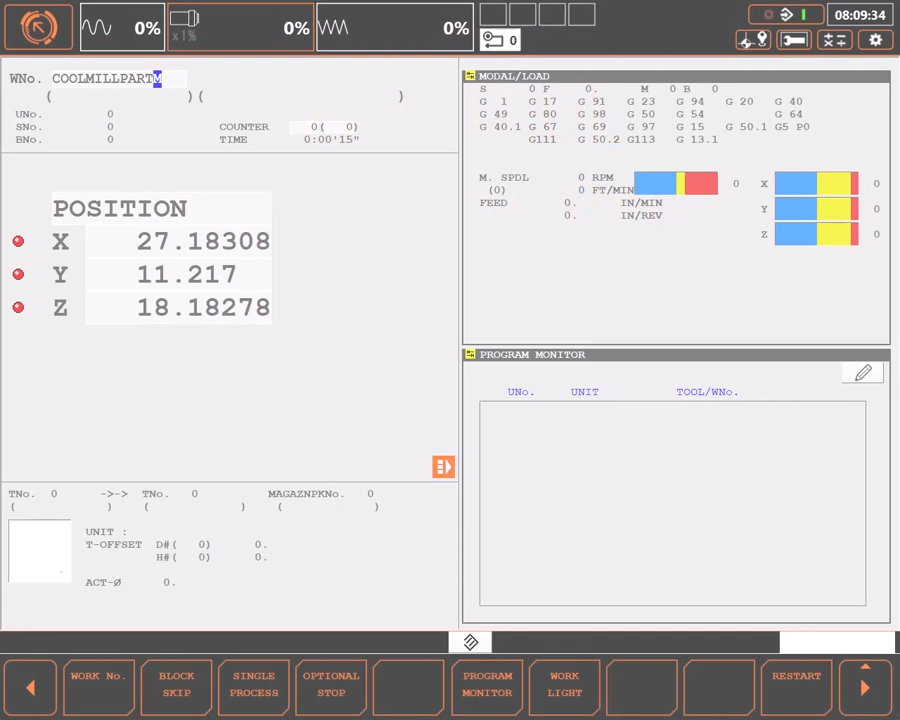 0%
x1%
0%
0%
0
08:09:34
WNo. COOLMILLPARTM
( )( )
UNo. 0
SNo. 0
BNo. 0
COUNTER 0( 0)
TIME 0:00'15"
POSITION
X 27.18308
Y 11.217
Z 18.18278
TNo. 0 ->-> TNo. 0 MAGAZNPKNo. 0
( ) ( ) ( )
UNIT :
T-OFFSET D#( 0) 0.
H#( 0) 0.
ACT-Ø 0.
MODAL/LOAD
S 0 F 0. M 0 B 0
G 1 G 17 G 91 G 23 G 94 G 20 G 40
G 49 G 80 G 98 G 50 G 54 G 64
G 40.1 G 67 G 69 G 97 G 15 G 50.1 G5 P0
G111 G 50.2 G113 G 13.1
M. SPDL 0 RPM
(0) 0 FT/MIN 0
FEED 0. IN/MIN
0. IN/REV
X 0
Y 0
Z 0
PROGRAM MONITOR
UNo. UNIT TOOL/WNo.
WORK No.
BLOCK
SKIP
SINGLE
PROCESS
OPTIONAL
STOP
PROGRAM
MONITOR
WORK
LIGHT
RESTART